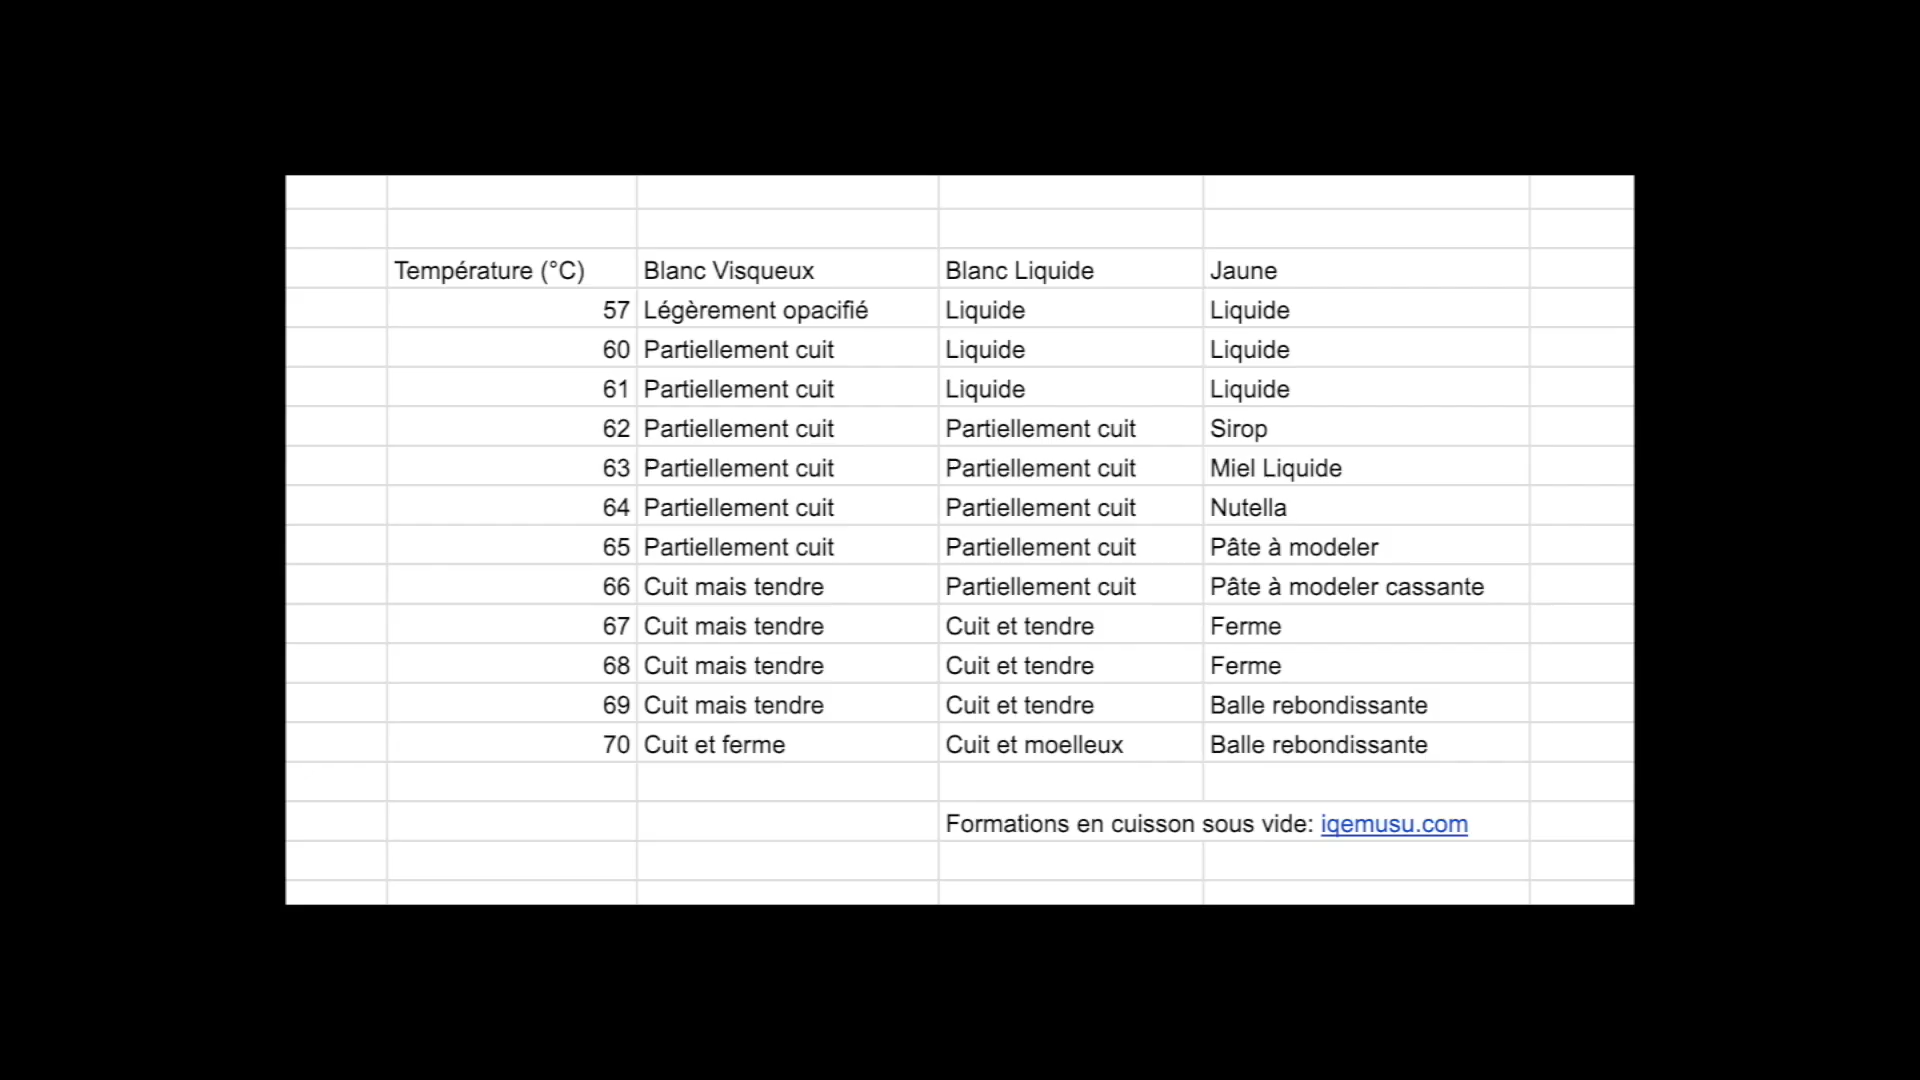 Température (°C) Blanc Visqueux Blanc Liquide Jaune
57 Légèrement opacifié Liquide Liquide
60 Partiellement cuit Liquide Liquide
61 Partiellement cuit Liquide Liquide
62 Partiellement cuit Partiellement cuit Sirop
63 Partiellement cuit Partiellement cuit Miel Liquide
64 Partiellement cuit Partiellement cuit Nutella
65 Partiellement cuit Partiellement cuit Pâte à modeler
66 Cuit mais tendre Partiellement cuit Pâte à modeler cassante
67 Cuit mais tendre Cuit et tendre Ferme
68 Cuit mais tendre Cuit et tendre Ferme
69 Cuit mais tendre Cuit et tendre Balle rebondissante
70 Cuit et ferme Cuit et moelleux Balle rebondissante
Formations en cuisson sous vide: iqemusu.com